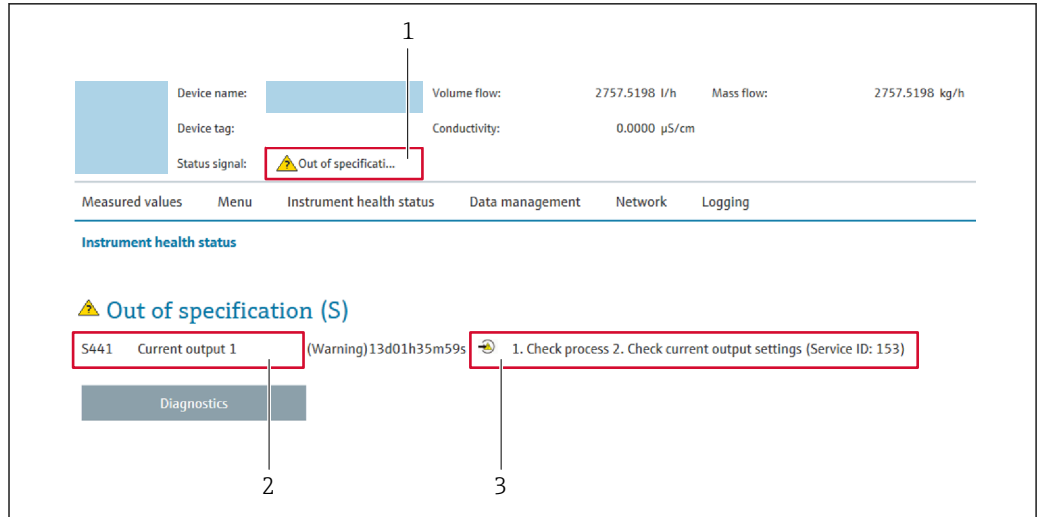 1
Device name: Volume flow: 2757.5198 l/h Mass flow: 2757.5198 kg/h
Device tag: Conductivity: 0.0000 µS/cm
Status signal: Out of specificati...
Measured values Menu Instrument health status Data management Network Logging
Instrument health status
Out of specification (S)
S441 Current output 1 (Warning)13d01h35m59s 1. Check process 2. Check current output settings (Service ID: 153)
Diagnostics
2 3